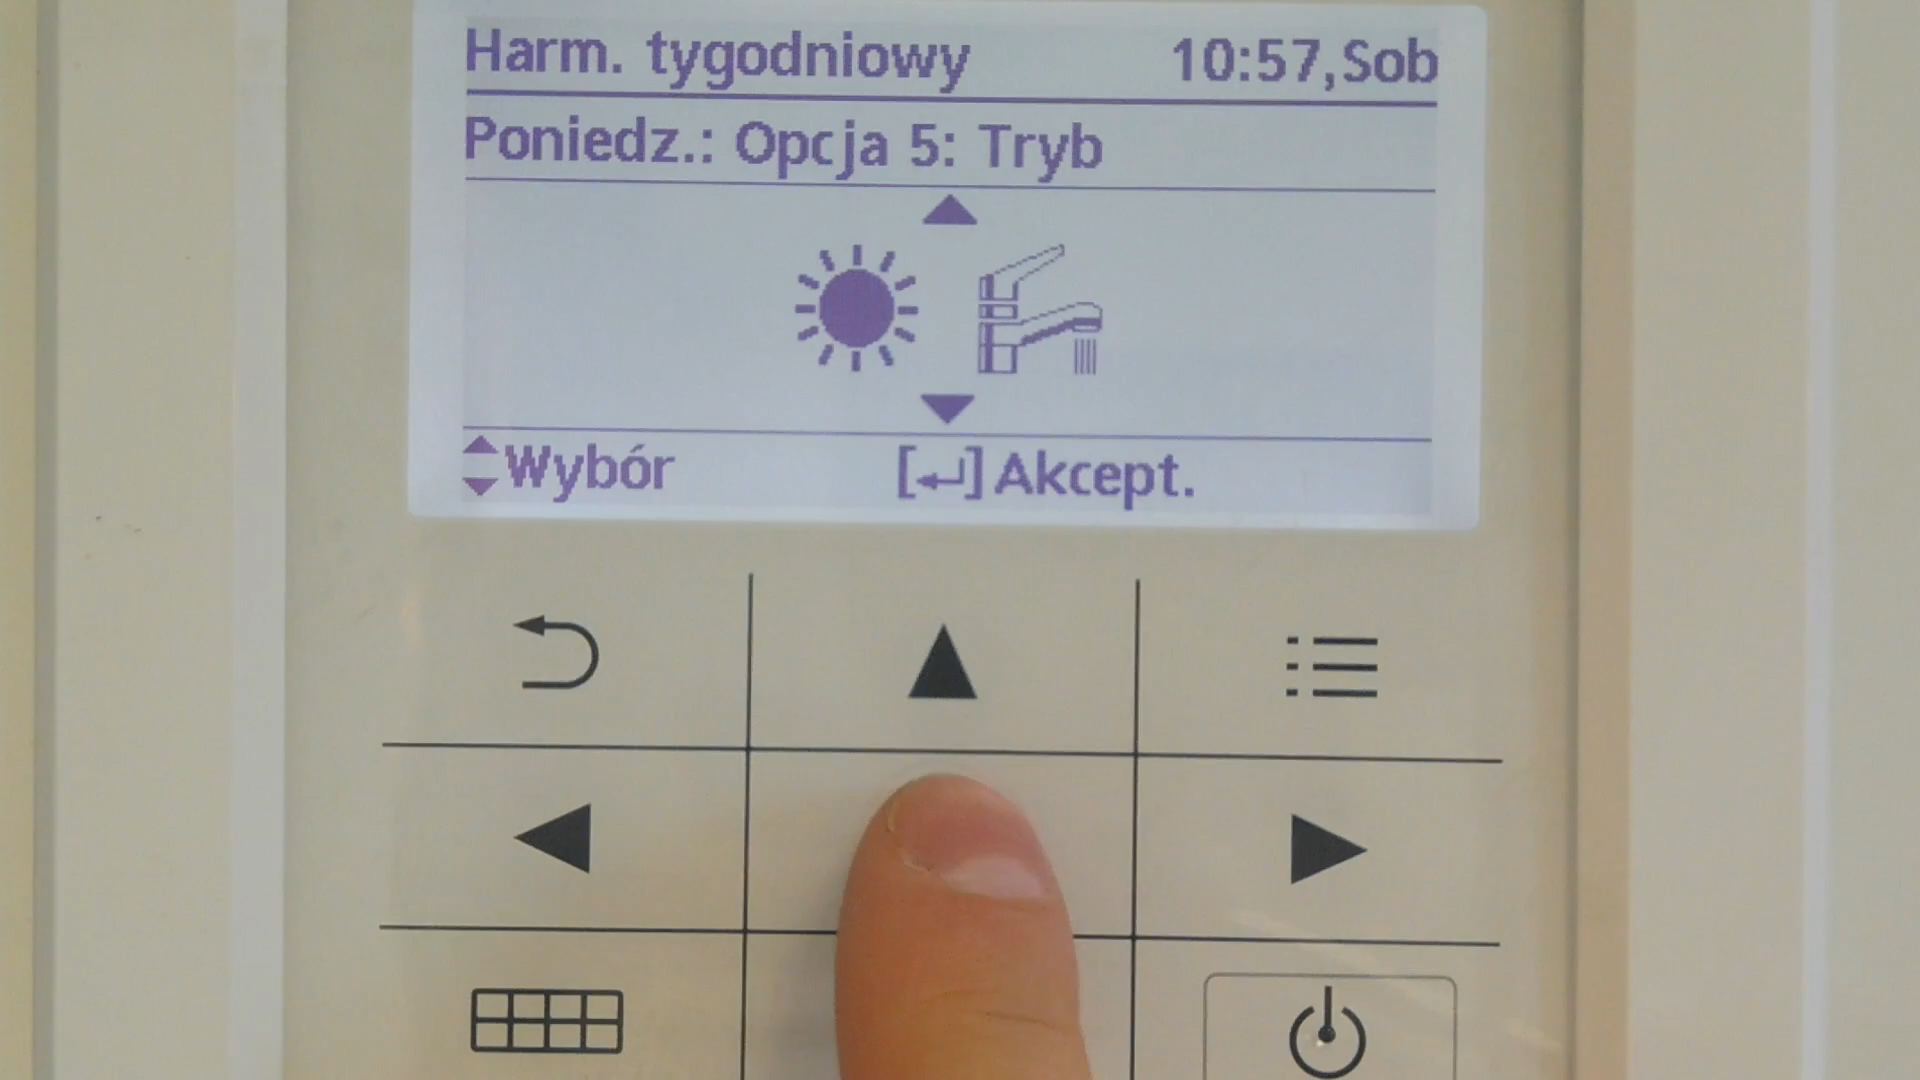 Harm. tygodniowy 10:57,Sob
Poniedz.: Opcja 5: Tryb
Wybór [↵] Akcept.